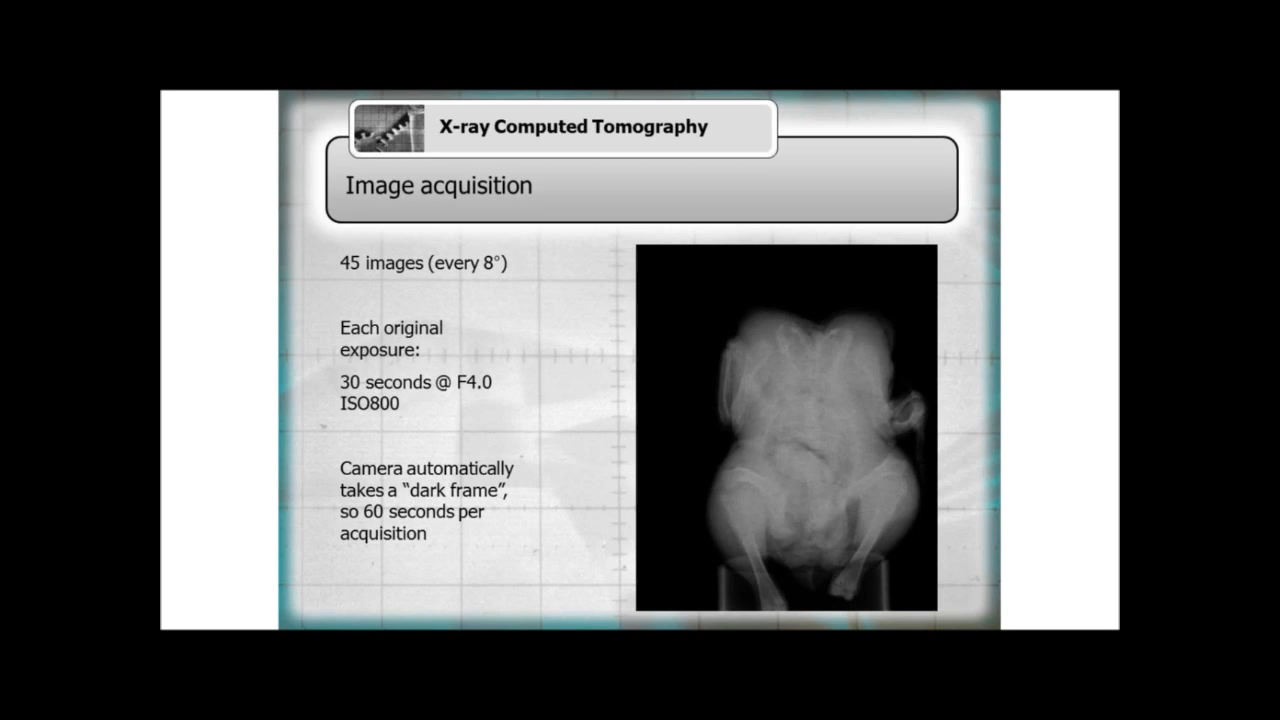 X-ray Computed Tomography
Image acquisition
45 images (every 8°)
Each original
exposure:
30 seconds @ F4.0
ISO800
Camera automatically
takes a “dark frame”,
so 60 seconds per
acquisition